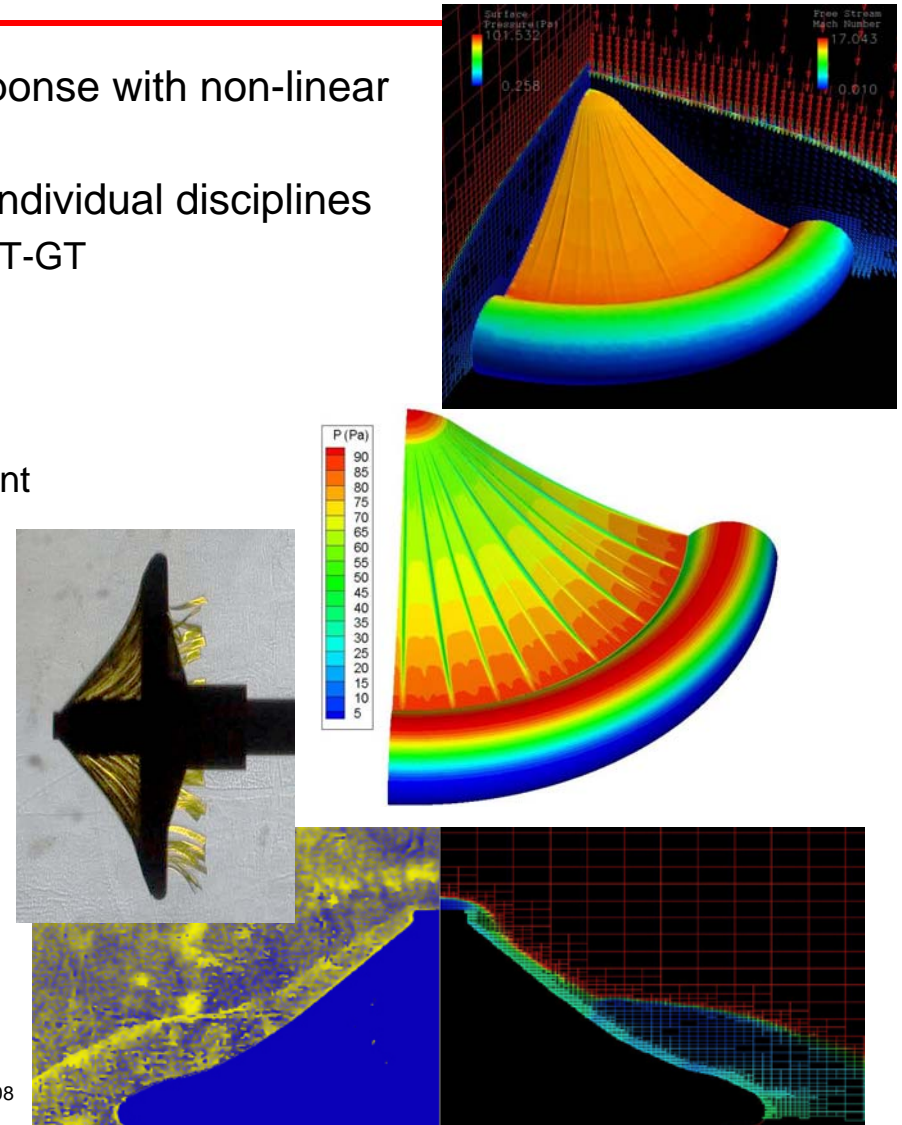 Surface
Pressure(Pa)
101.532
0.258
Free Stream
Mach Number
17.043
0.010
ponse with non-linear
ndividual disciplines
T-GT
nt
P (Pa)
90
85
80
75
70
65
60
55
50
45
40
35
30
25
20
15
10
5
08